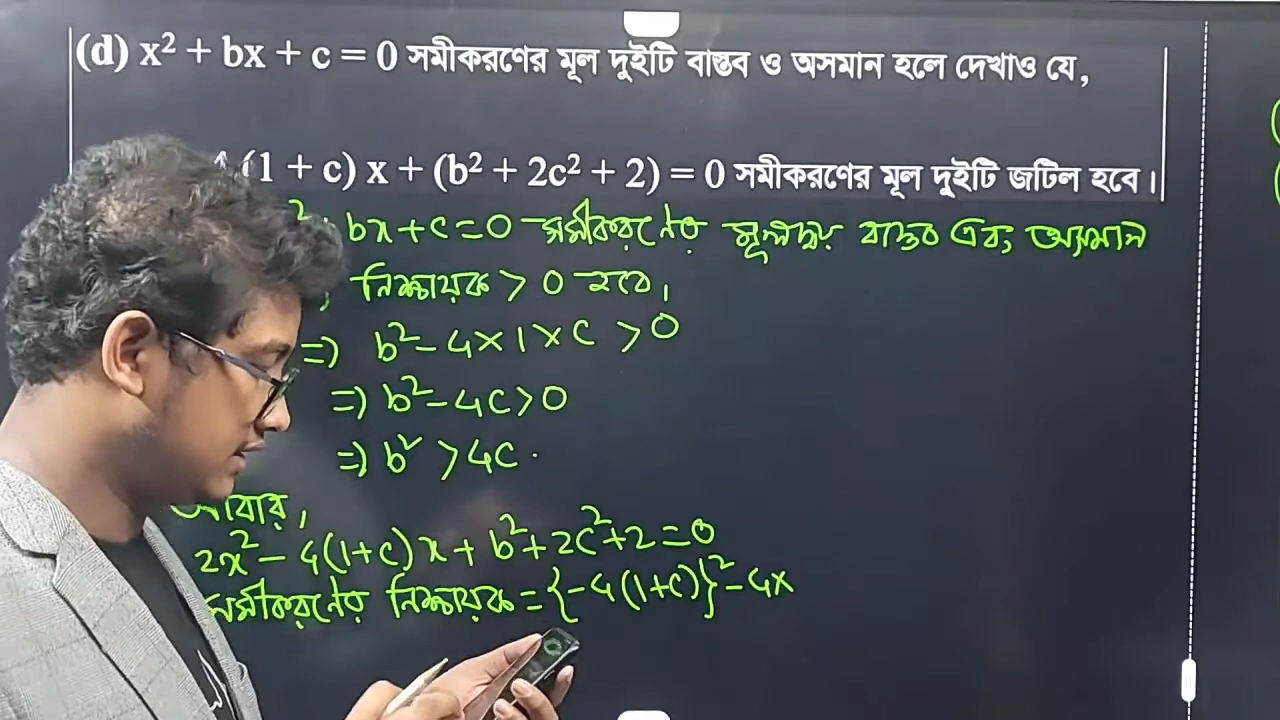 (d) x² + bx + c = 0 সমীকরণের মূল দুইটি বাস্তব ও অসমান হলে দেখাও যে,
(1 + c) x + (b² + 2c² + 2) = 0 সমীকরণের মূল দুইটি জটিল হবে।
bx+c=0 সমীকরণের মূলদ্বয় বাস্তব এবং অসমান
নিশ্চায়ক > 0 হবে,
=> b² - 4×1×c > 0
=> b² - 4c > 0
=> b² > 4c
আবার,
2x² - 4(1+c)x + b² + 2c² + 2 = 0
সমীকরণের নিশ্চায়ক = {-4(1+c)}² - 4×